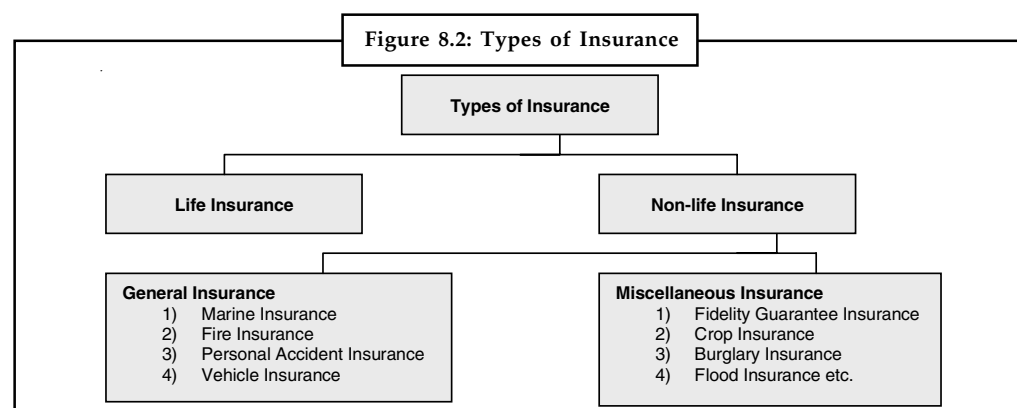 Figure 8.2: Types of Insurance
Types of Insurance
Life Insurance
Non-life Insurance
General Insurance
1) Marine Insurance
2) Fire Insurance
3) Personal Accident Insurance
4) Vehicle Insurance
Miscellaneous Insurance
1) Fidelity Guarantee Insurance
2) Crop Insurance
3) Burglary Insurance
4) Flood Insurance etc.